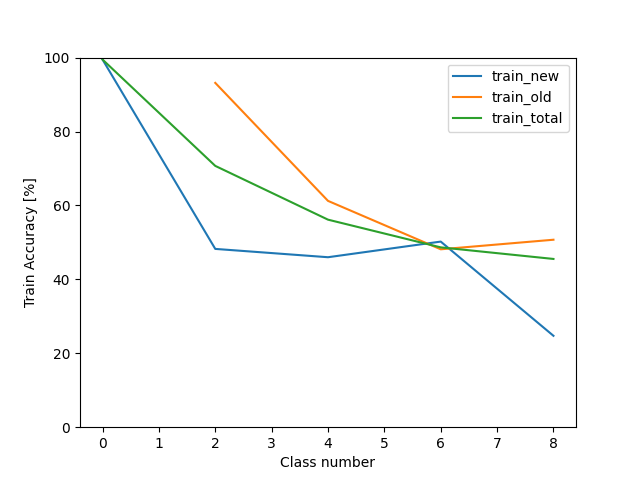 100
80
60
40
20
0
Train Accuracy [%]
train_new
train_old
train_total
0 1 2 3 4 5 6 7 8
Class number